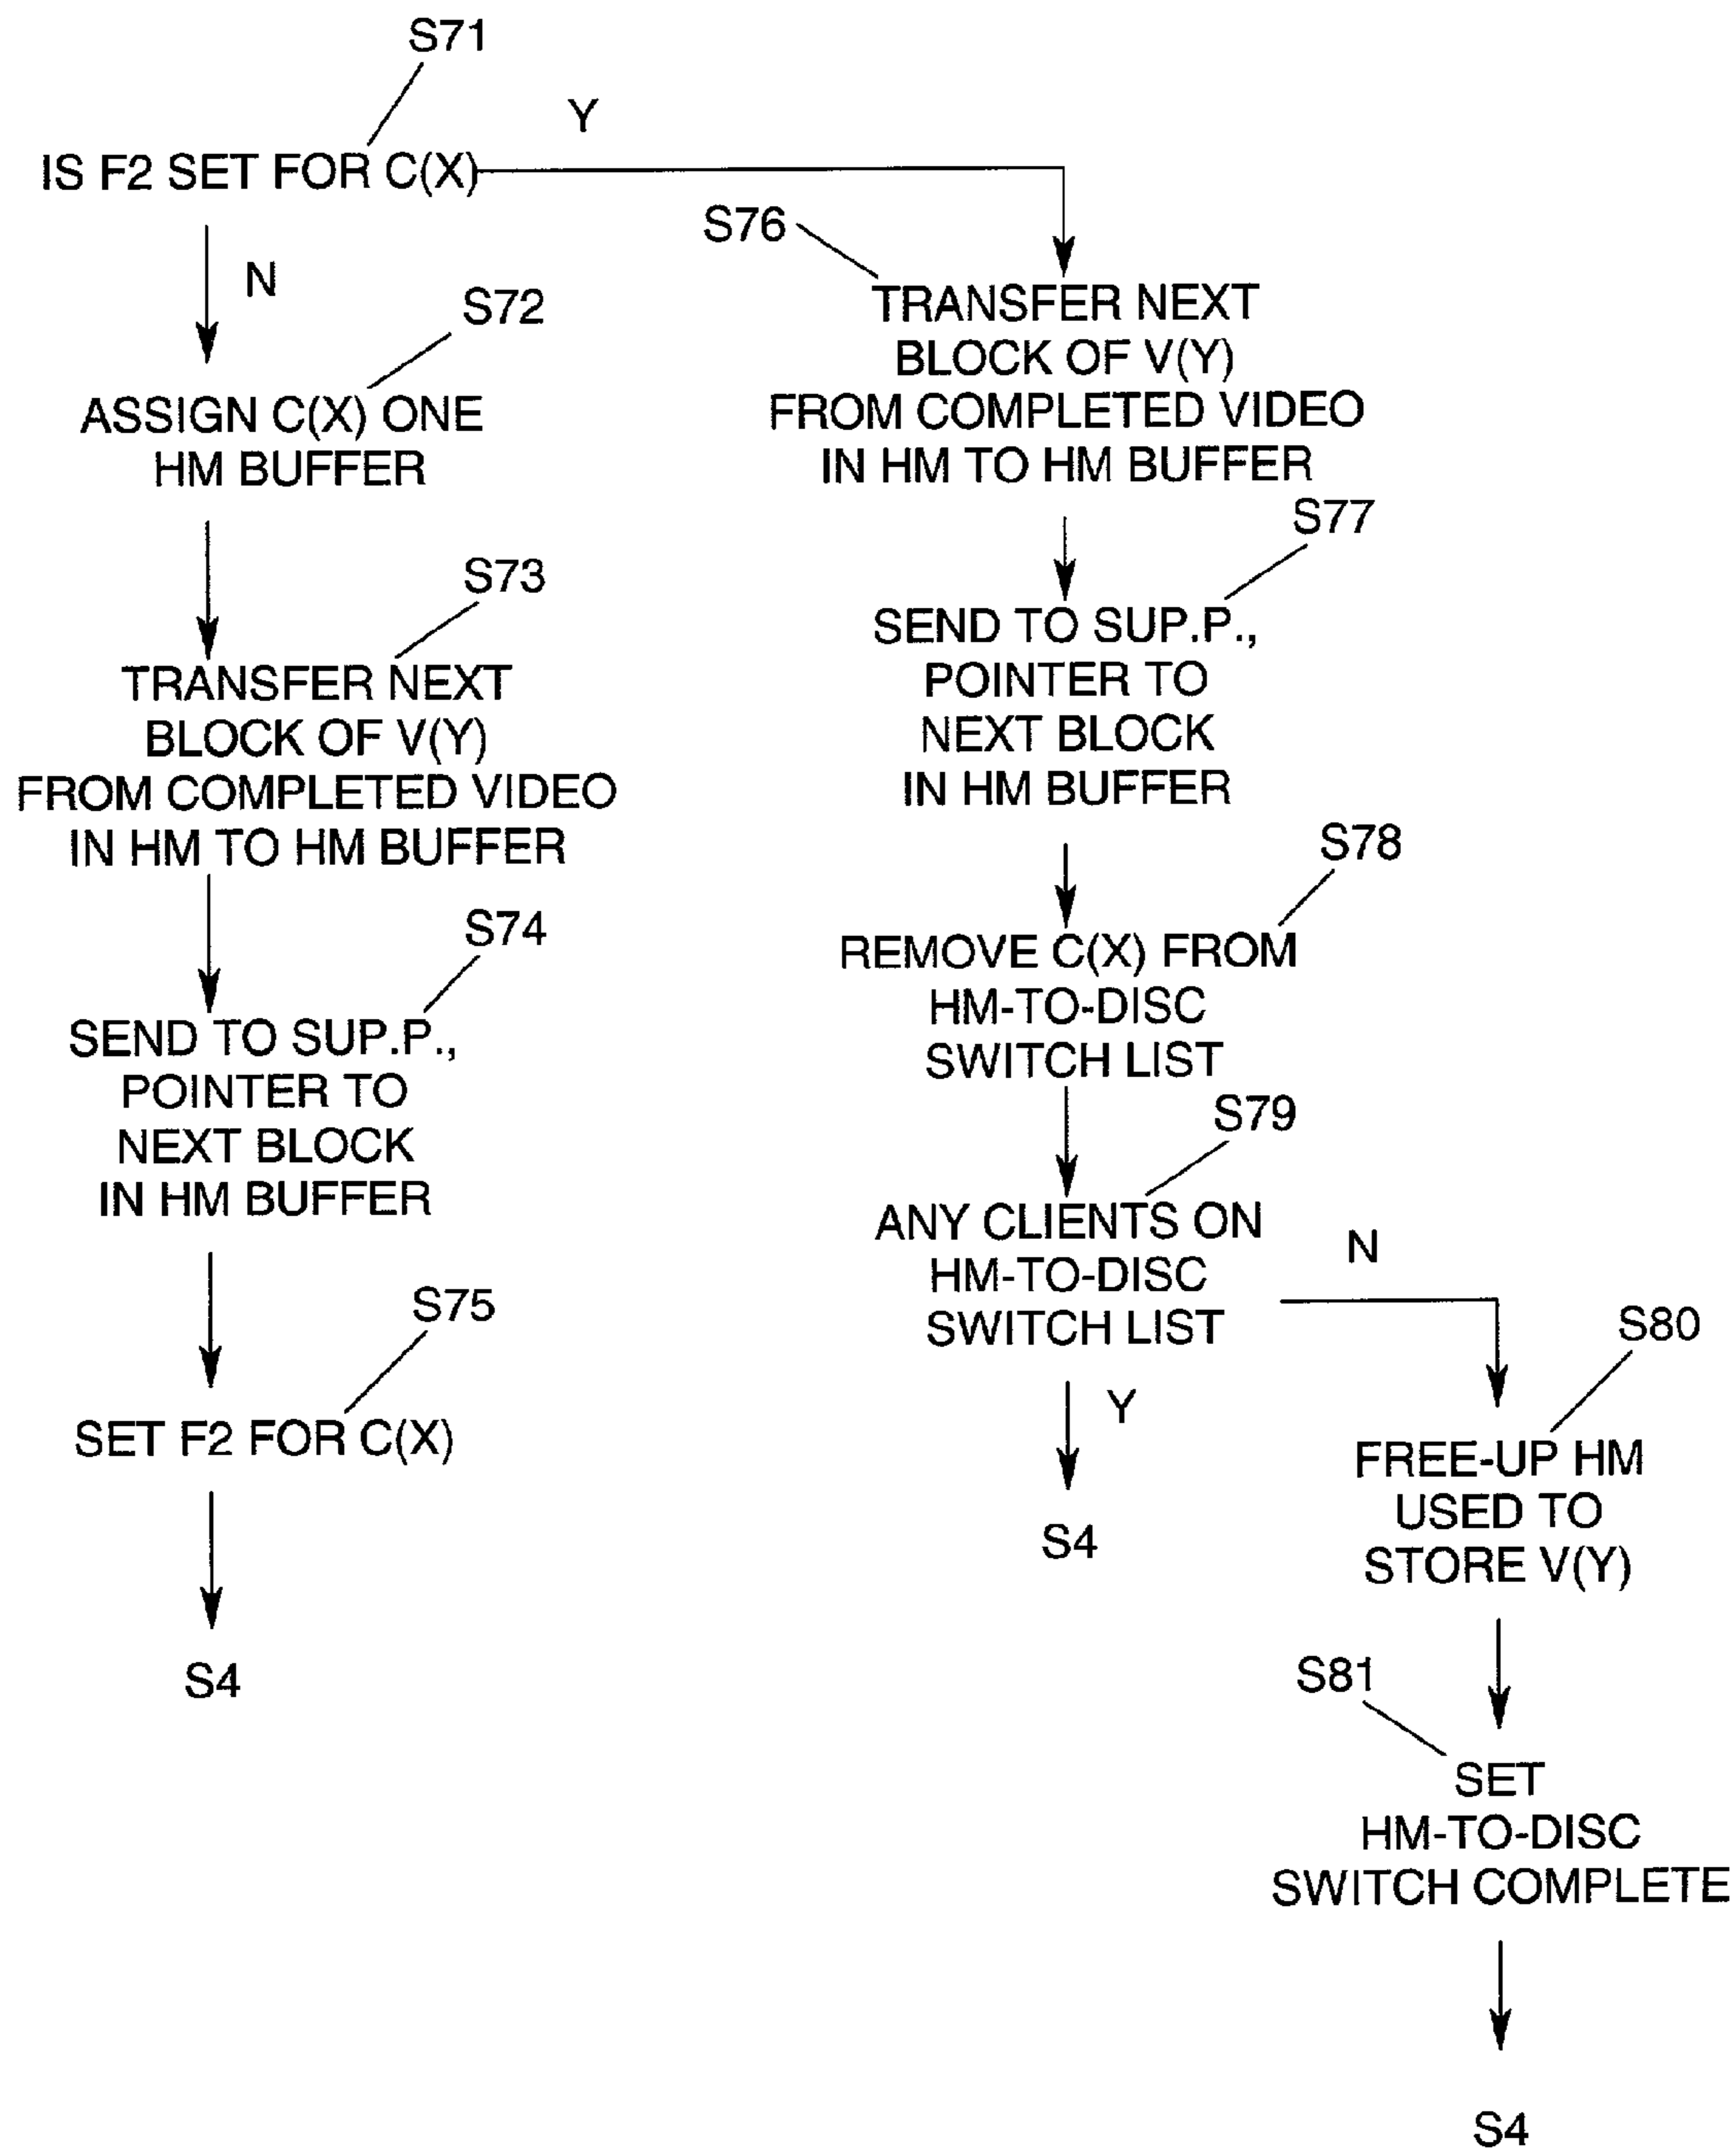 S71
Y
IS F2 SET FOR C(X)
N
S72
ASSIGN C(X) ONE
HM BUFFER
S73
TRANSFER NEXT
BLOCK OF V(Y)
FROM COMPLETED VIDEO
IN HM TO HM BUFFER
S74
SEND TO SUP.P.,
POINTER TO
NEXT BLOCK
IN HM BUFFER
S75
SET F2 FOR C(X)
S4
S76
TRANSFER NEXT
BLOCK OF V(Y)
FROM COMPLETED VIDEO
IN HM TO HM BUFFER
S77
SEND TO SUP.P.,
POINTER TO
NEXT BLOCK
IN HM BUFFER
S78
REMOVE C(X) FROM
HM-TO-DISC
SWITCH LIST
S79
ANY CLIENTS ON
HM-TO-DISC
SWITCH LIST
Y
S4
N
S80
FREE-UP HM
USED TO
STORE V(Y)
S81
SET
HM-TO-DISC
SWITCH COMPLETE
S4